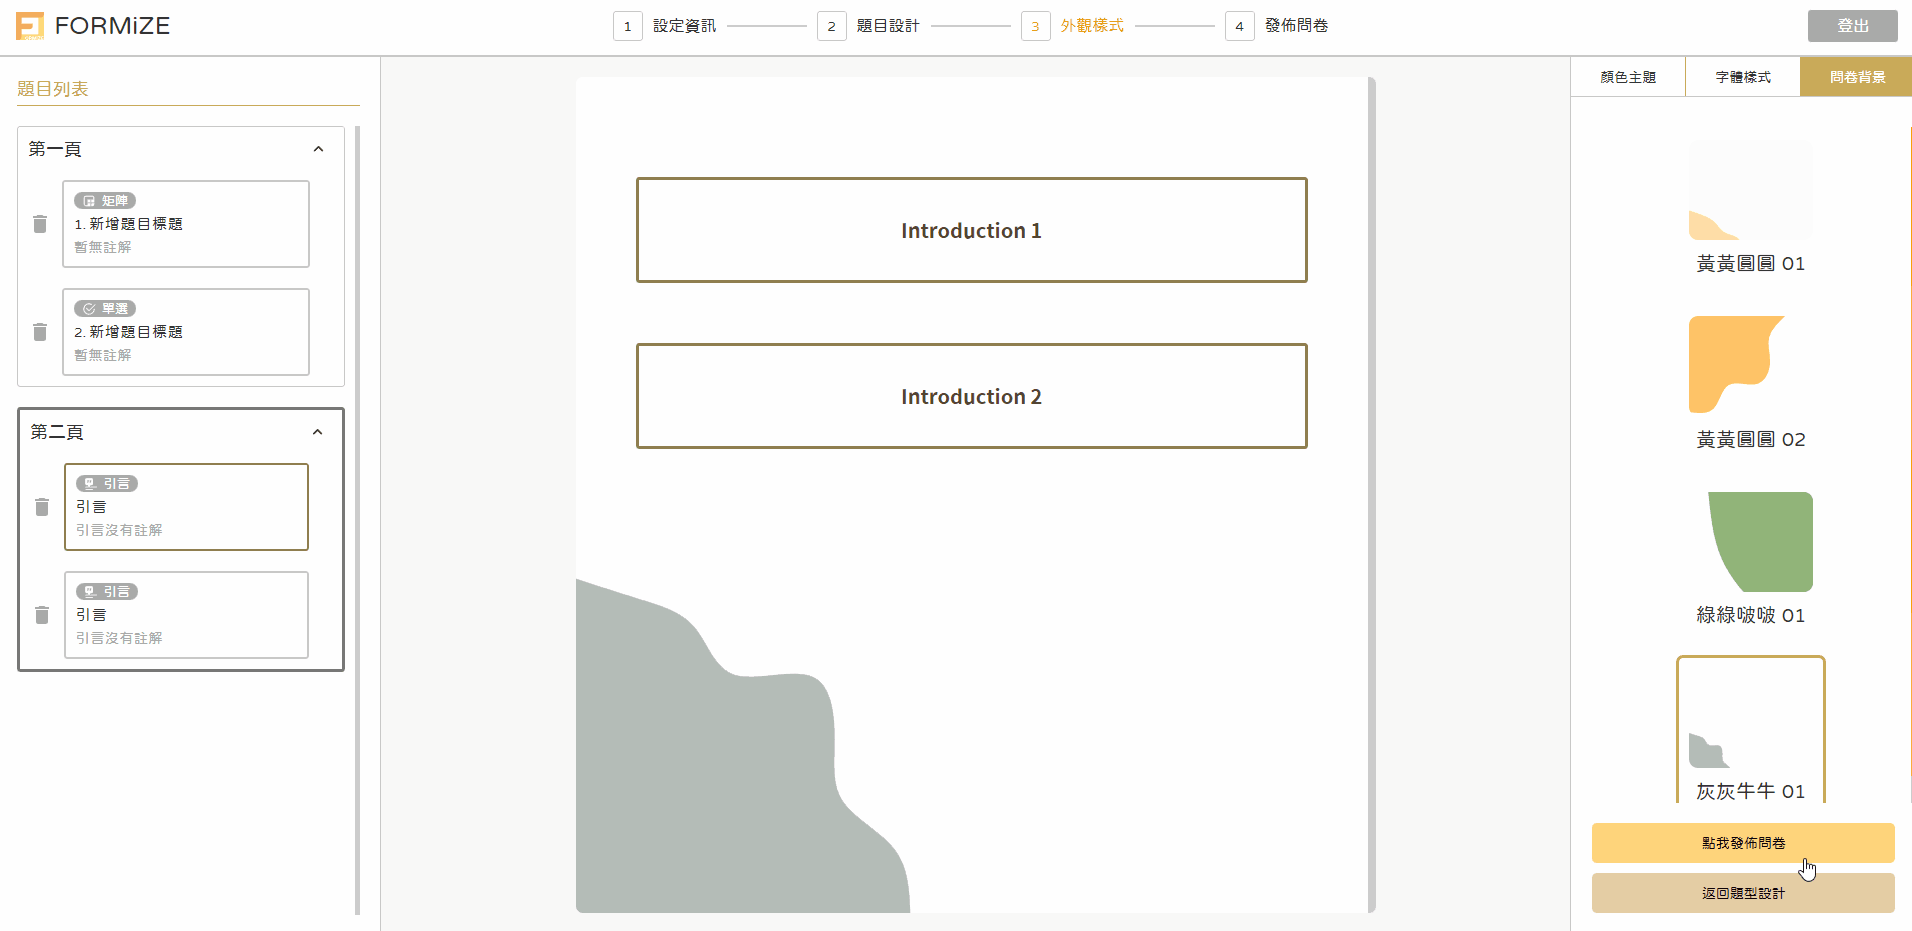 FORMiZE
1 設定資訊 2 題目設計 3 外觀樣式 4 發佈問卷
登出
題目列表
第一頁
矩陣
1. 新增題目標題
暫無註解
單選
2. 新增題目標題
暫無註解
第二頁
引言
引言
引言沒有註解
引言
引言
引言沒有註解
Introduction 1
Introduction 2
顏色主題 字體樣式 問卷背景
黃黃圓圓 01
黃黃圓圓 02
綠綠啵啵 01
灰灰牛牛 01
點我發佈問卷
返回題型設計